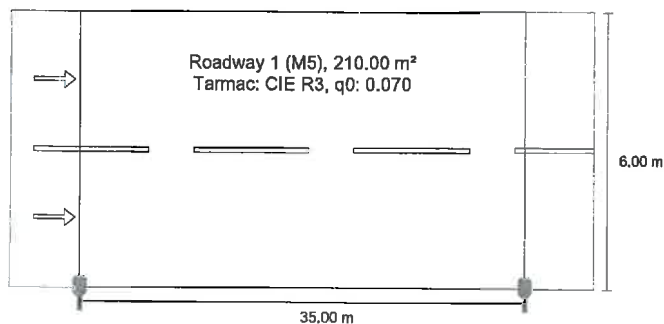 Roadway 1 (M5), 210.00 m²
Tarmac: CIE R3, q0: 0.070
6.00 m
35.00 m